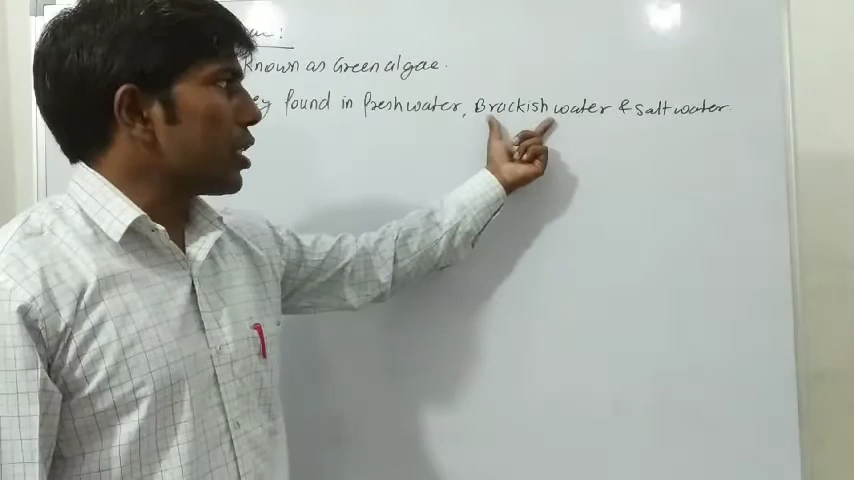 known as Green algae.
found in freshwater, Brackish water & salt water.